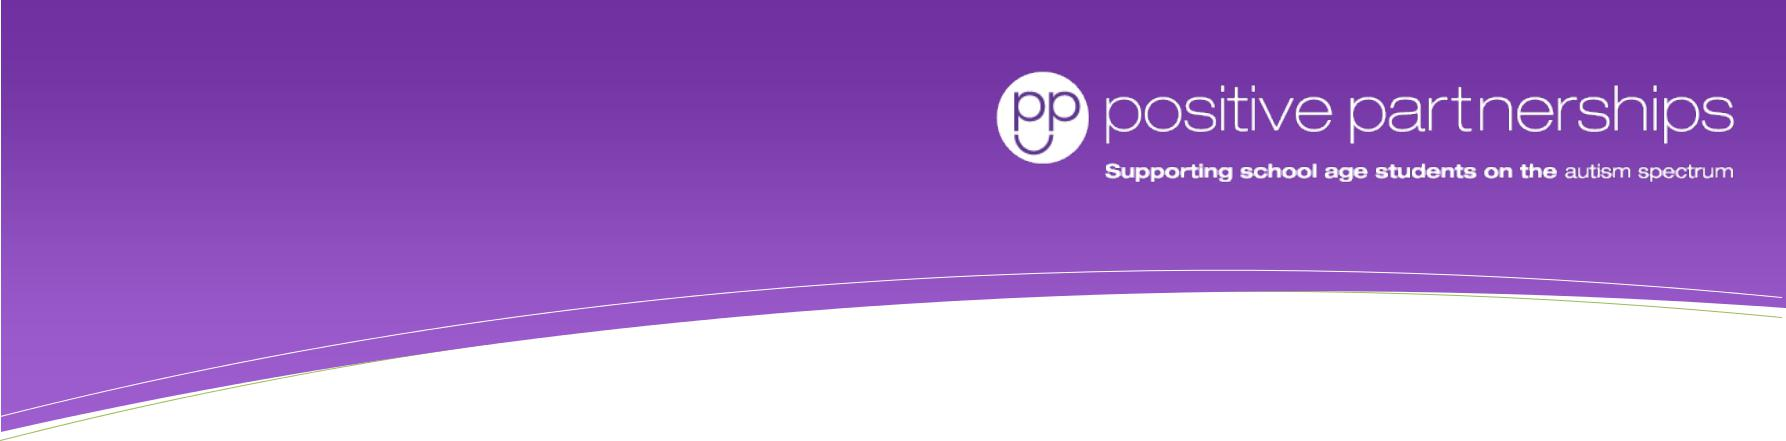 pp positive partnerships
Supporting school age students on the autism spectrum